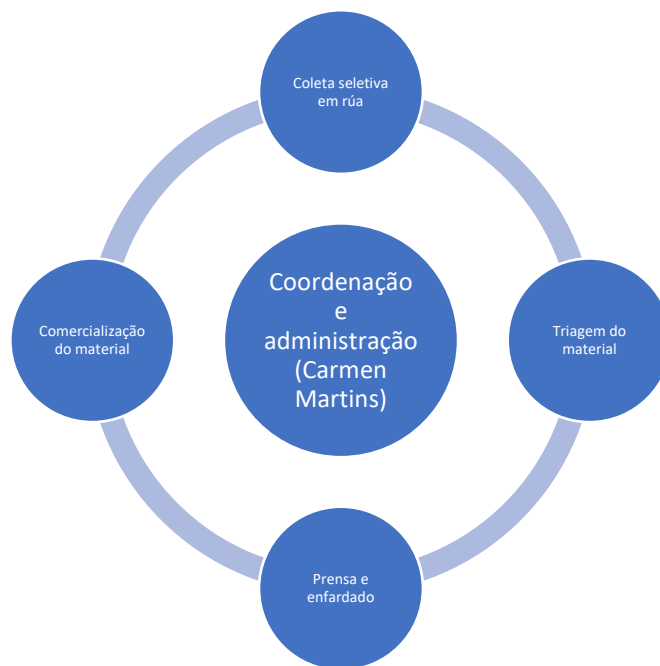 Coleta seletiva
em rúa
Coordenação
e
administração
(Carmen
Martins)
Comercialização
do material
Triagem do
material
Prensa e
enfardado